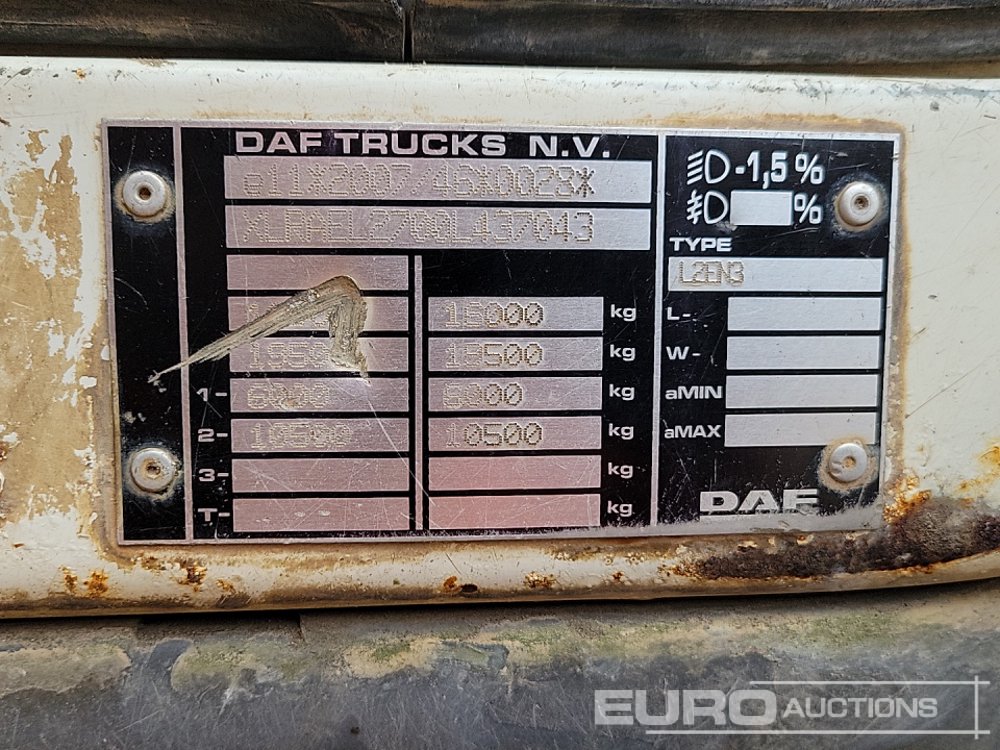 DAF TRUCKS N.V.
e11*2007/46*0028*
XLRAEL2700L437043
16000 kg
18500 kg
1- 6000 6000 kg
2- 10500 10500 kg
3- kg
T- kg
-1,5%
%
TYPE
L2EN3
L-
W-
aMIN
aMAX
DAF
EURO AUCTIONS